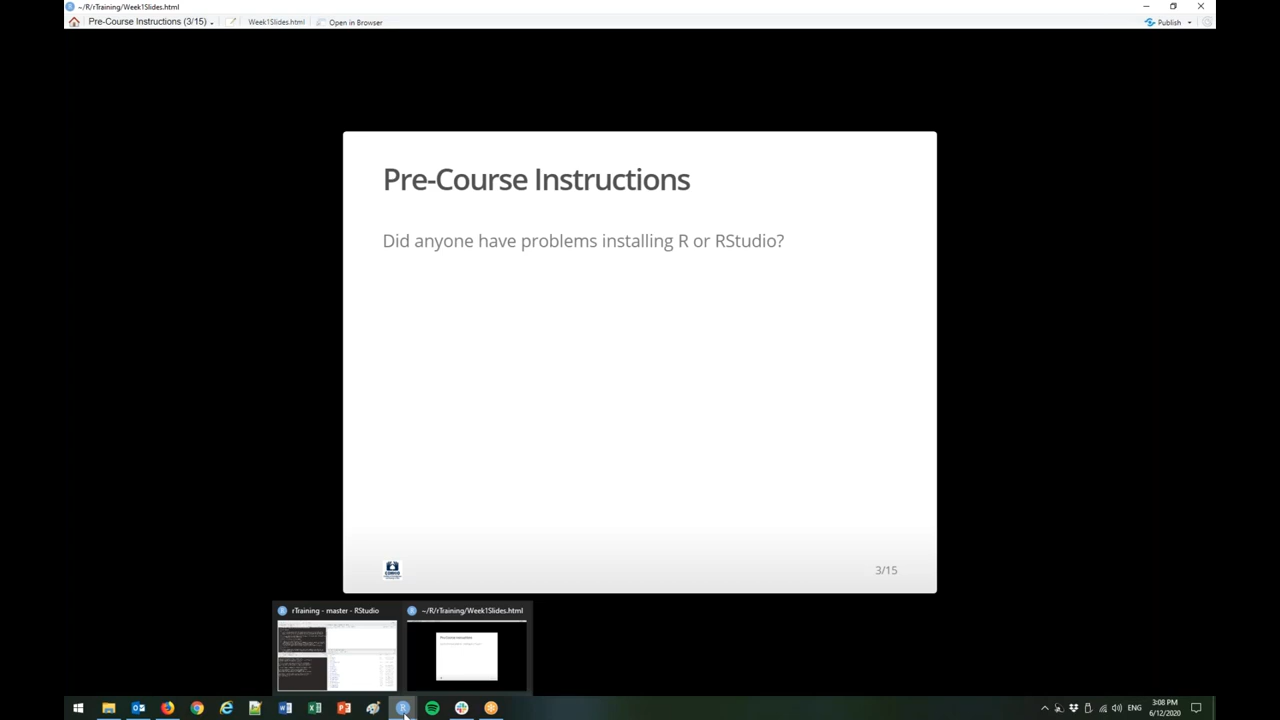 ~/R/rTraining/Week1Slides.html
Pre-Course Instructions (3/15)
Week1Slides.html
Open in Browser
Publish
Pre-Course Instructions
Did anyone have problems installing R or RStudio?
3/15
rTraining - master - RStudio
~/R/rTraining/Week1Slides.html
ENG
3:08 PM
6/12/2020